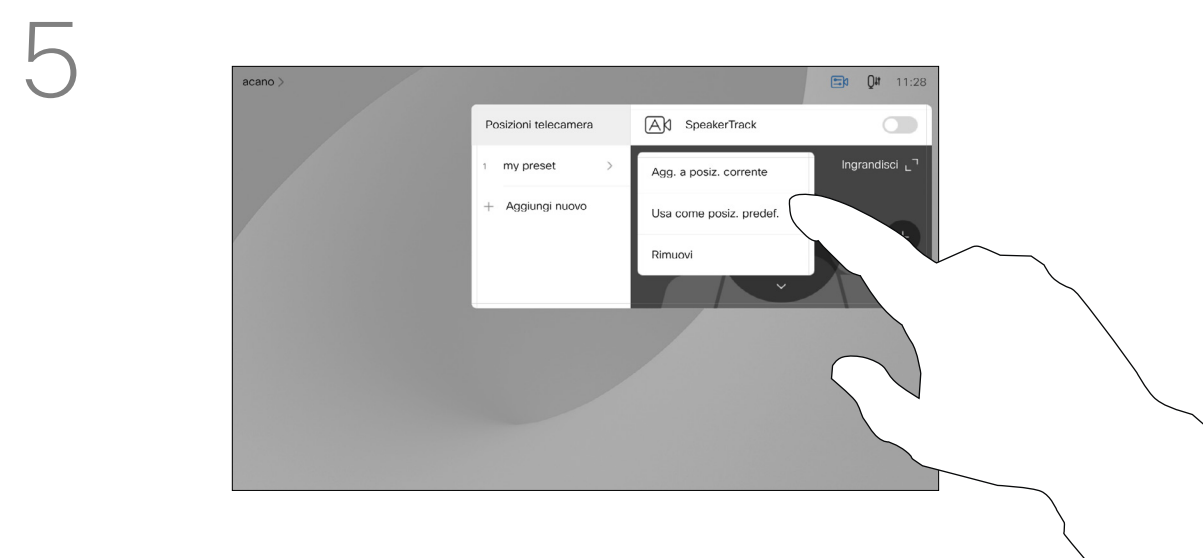 5
acano >
11:28
Posizioni telecamera
SpeakerTrack
1 my preset >
Agg. a posiz. corrente
Ingrandisci
+ Aggiungi nuovo
Usa come posiz. predef.
Rimuovi